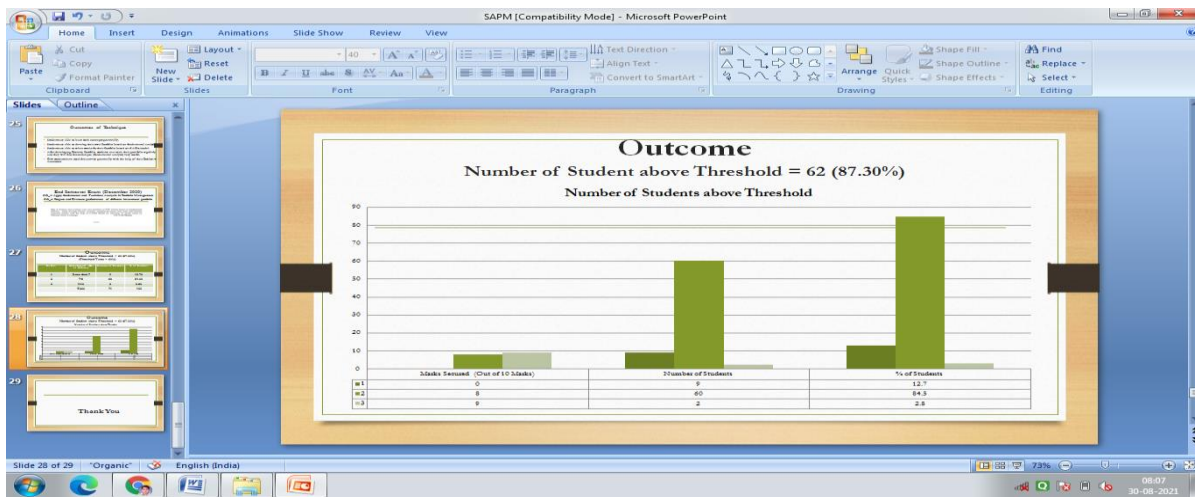 SAPM [Compatibility Mode] - Microsoft PowerPoint
Home Insert Design Animations Slide Show Review View
Paste
Cut
Copy
Format Painter
Clipboard
New Slide
Layout
Reset
Delete
Slides
40
Font
Paragraph
Text Direction
Align Text
Convert to SmartArt
Arrange
Quick Styles
Shape Fill
Shape Outline
Shape Effects
Drawing
Find
Replace
Select
Editing
Slides Outline
25
26
27
28
29
Thank You
Outcome
Number of Student above Threshold = 62 (87.30%)
Number of Students above Threshold
90
80
70
60
50
40
30
20
10
0
Marks Secured (Out of 10 Marks) Number of Students % of Students
1 0 9 12.7
2 8 60 84.5
3 9 2 2.8
Slide 28 of 29 "Organic" English (India) 73%
08:07
30-08-2021